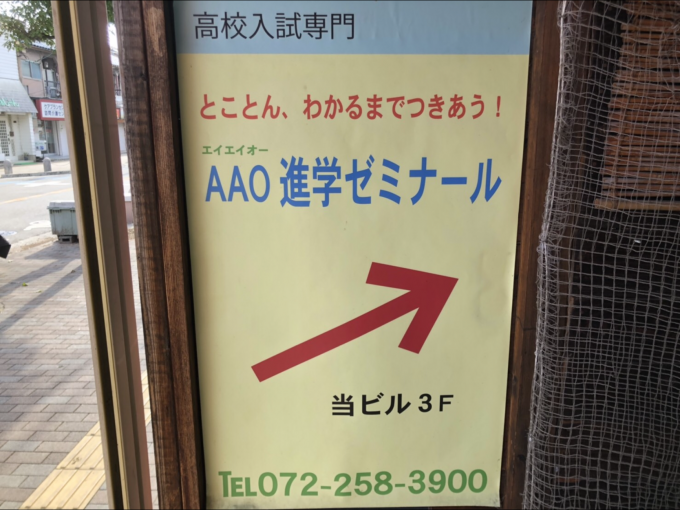 高校入試専門
とことん、わかるまでつきあう！
エイエイオー
AAO 進学ゼミナール
当ビル3F
TEL072-258-3900